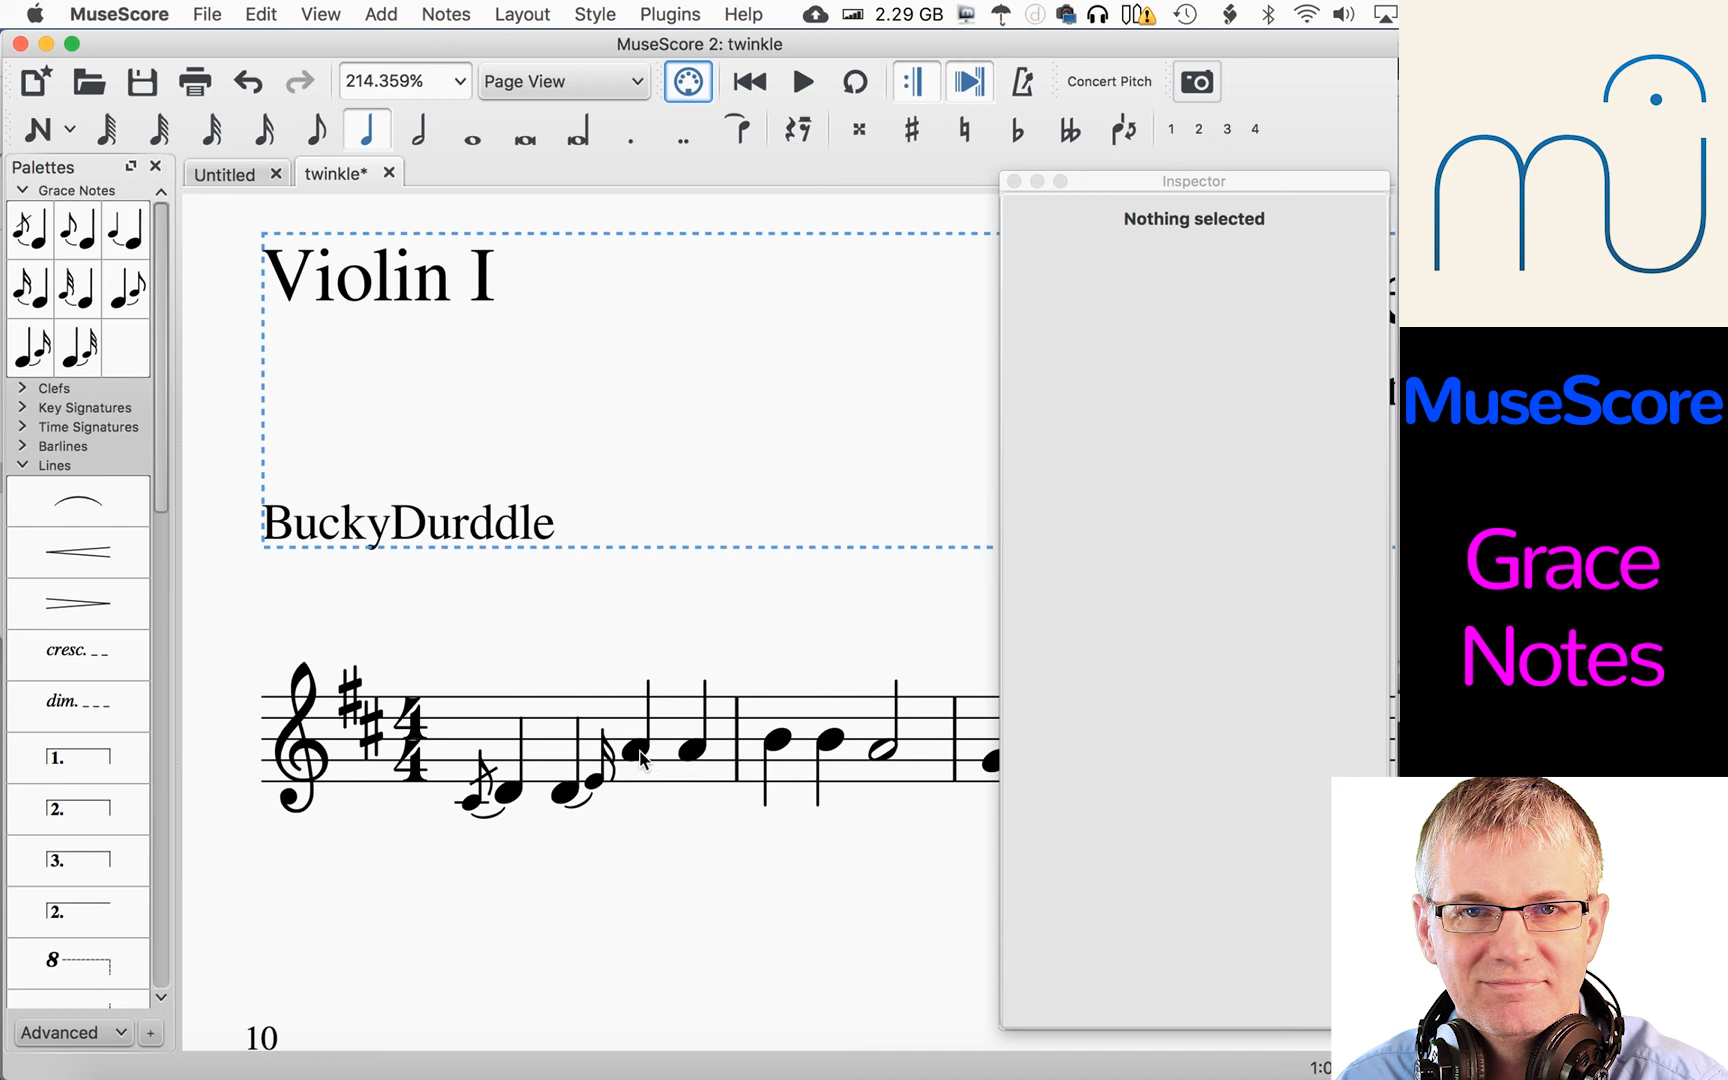 MuseScore File Edit View Add Notes Layout Style Plugins Help 2.29 GB
MuseScore 2: twinkle
214.359% Page View Concert Pitch
1 2 3 4
Palettes
Untitled twinkle*
Grace Notes
Inspector
Nothing selected
Violin I
Clefs
Key Signatures
Time Signatures
Barlines
Lines
BuckyDurddle
cresc.
dim.
1.
2.
3.
2.
8
4
4
10
Advanced +
MuseScore
Grace
Notes